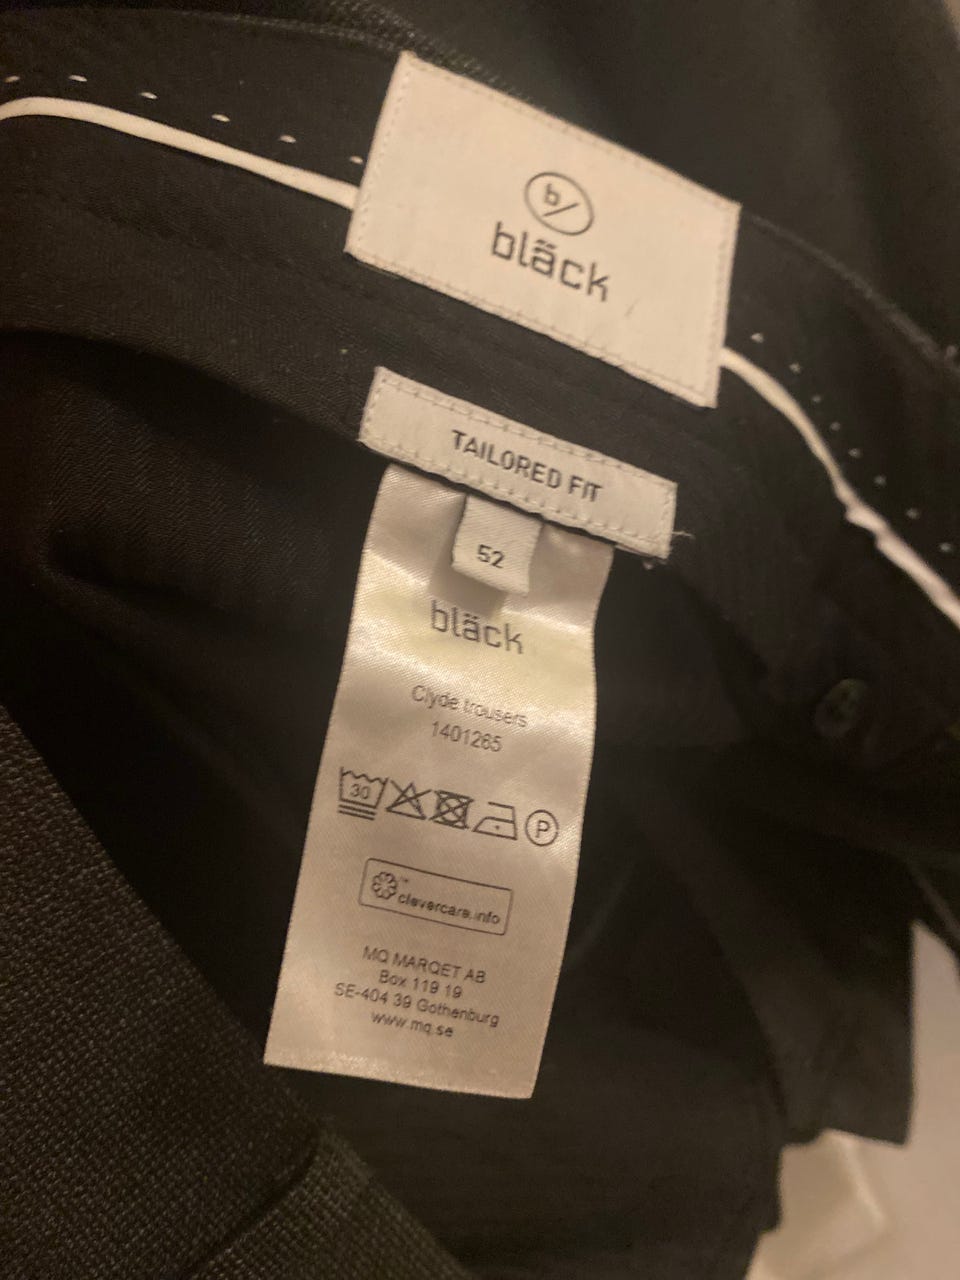 b/
bläck
TAILORED FIT
52
bläck
Clyde trousers
1401265
30
P
™
clevercare.info
MQ MARQET AB
Box 119 19
SE-404 39 Gothenburg
www.mq.se